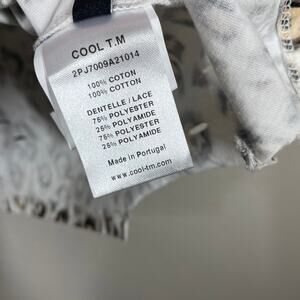 COOL T.M
2PJ7009A21014
100% COTON
100% COTTON
DENTELLE / LACE
75% POLYESTER
25% POLYAMIDE
75% POLYESTER
25% POLYAMIDE
Made in Portugal
www.cool-tm.com